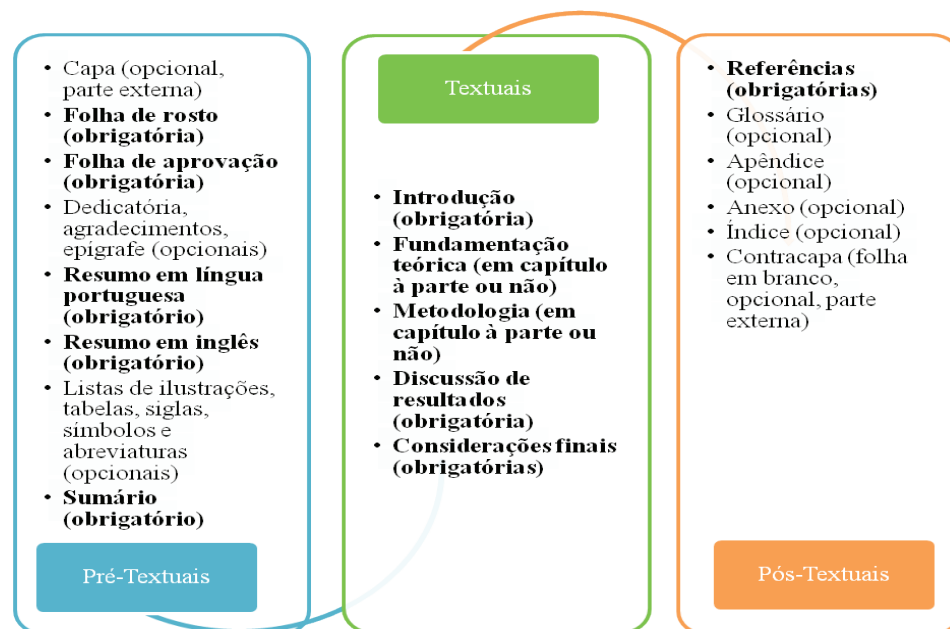 • Capa (opcional,
parte externa)
• Folha de rosto
(obrigatória)
• Folha de aprovação
(obrigatória)
• Dedicatória,
agradecimentos,
epígrafe (opcionais)
• Resumo em língua
portuguesa
(obrigatório)
• Resumo em inglês
(obrigatório)
• Listas de ilustrações,
tabelas, siglas,
símbolos e
abreviaturas
(opcionais)
• Sumário
(obrigatório)
Pré-Textuais
Textuais
• Introdução
(obrigatória)
• Fundamentação
teórica (em capítulo
à parte ou não)
• Metodologia (em
capítulo à parte ou
não)
• Discussão de
resultados
(obrigatória)
• Considerações finais
(obrigatórias)
• Referências
(obrigatórias)
• Glossário
(opcional)
• Apêndice
(opcional)
• Anexo (opcional)
• Índice (opcional)
• Contracapa (folha
em branco,
opcional, parte
externa)
Pós-Textuais